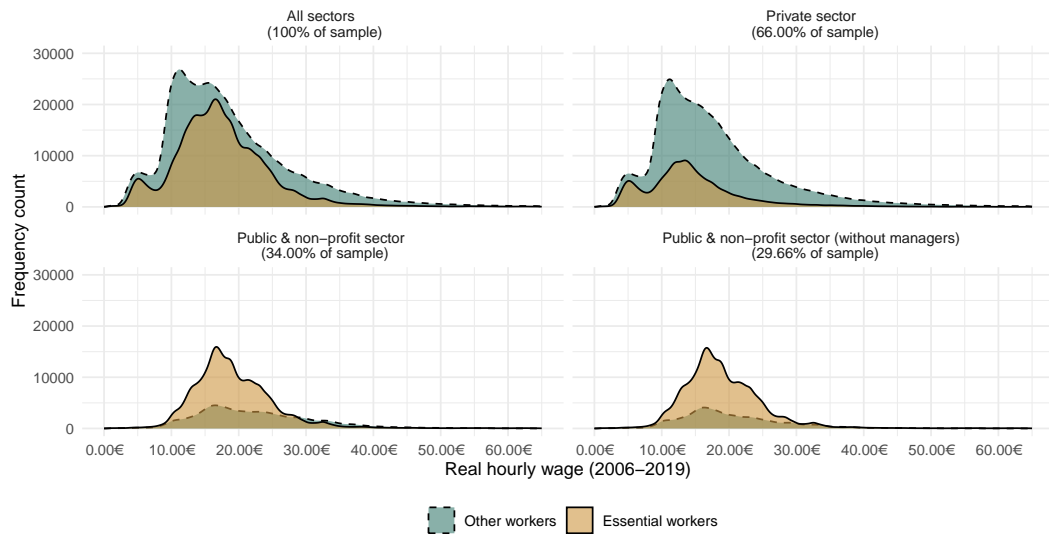 All sectors
(100% of sample)
Private sector
(66.00% of sample)
30000
20000
10000
0
Frequency count
Public & non−profit sector
(34.00% of sample)
Public & non−profit sector (without managers)
(29.66% of sample)
30000
20000
10000
0
0.00€ 10.00€ 20.00€ 30.00€ 40.00€ 50.00€ 60.00€
0.00€ 10.00€ 20.00€ 30.00€ 40.00€ 50.00€ 60.00€
Real hourly wage (2006−2019)
Other workers Essential workers